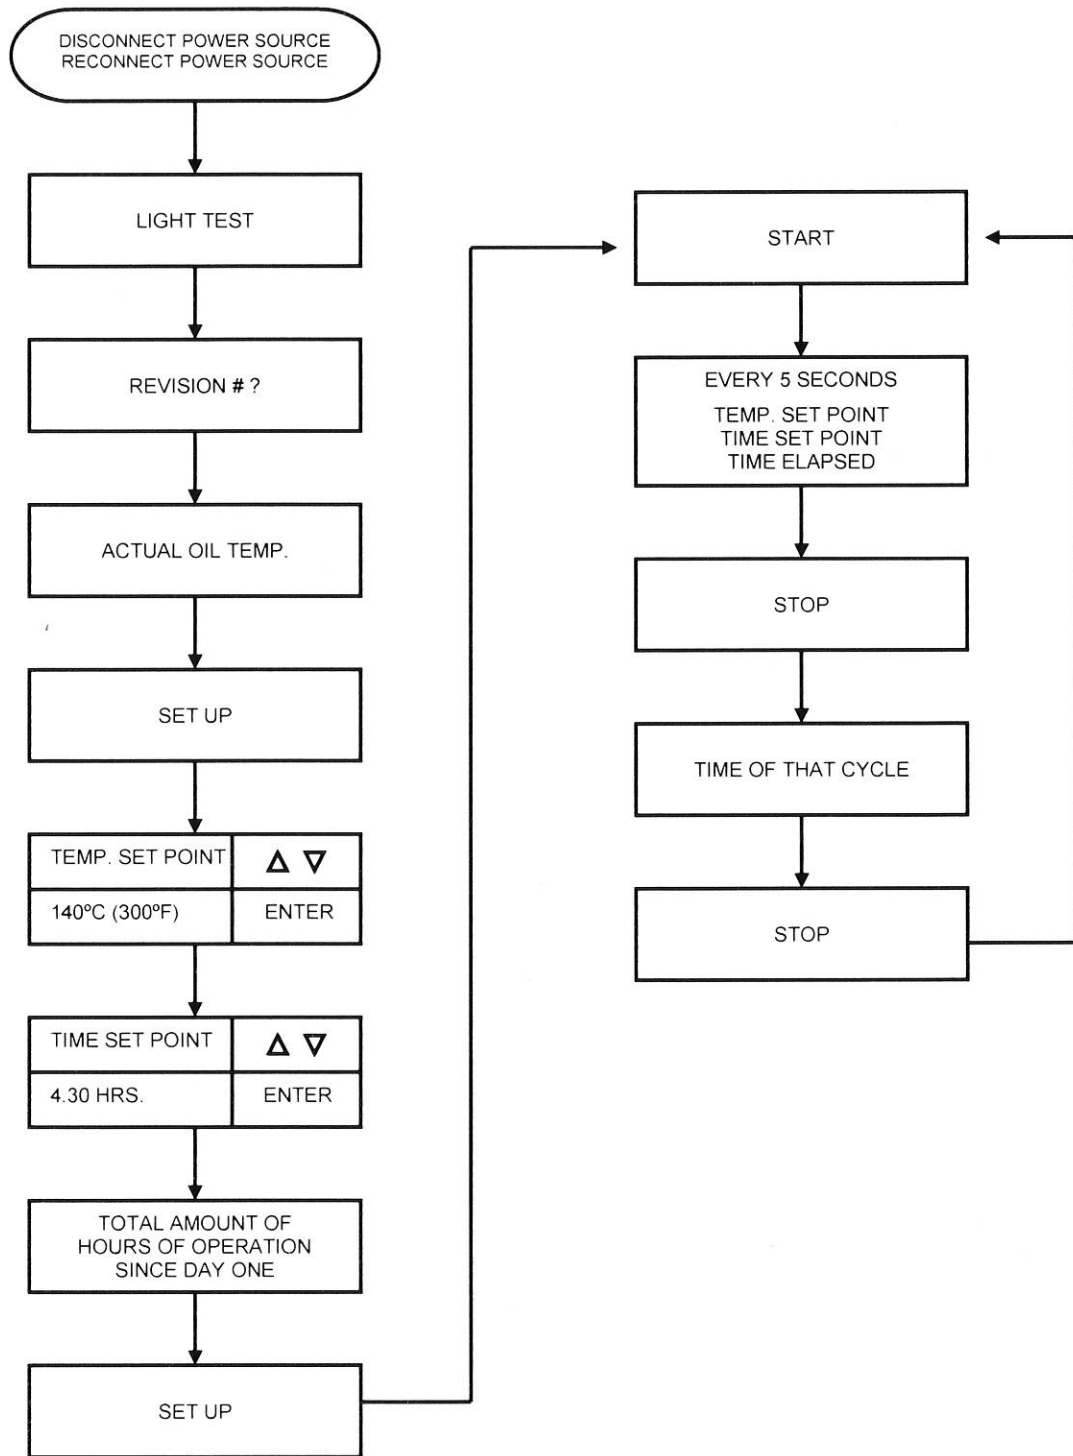 DISCONNECT POWER SOURCE
RECONNECT POWER SOURCE
LIGHT TEST
REVISION # ?
ACTUAL OIL TEMP.
SET UP
TEMP. SET POINT
140ºC (300ºF)
ENTER
TIME SET POINT
4.30 HRS.
ENTER
TOTAL AMOUNT OF
HOURS OF OPERATION
SINCE DAY ONE
SET UP
START
EVERY 5 SECONDS
TEMP. SET POINT
TIME SET POINT
TIME ELAPSED
STOP
TIME OF THAT CYCLE
STOP